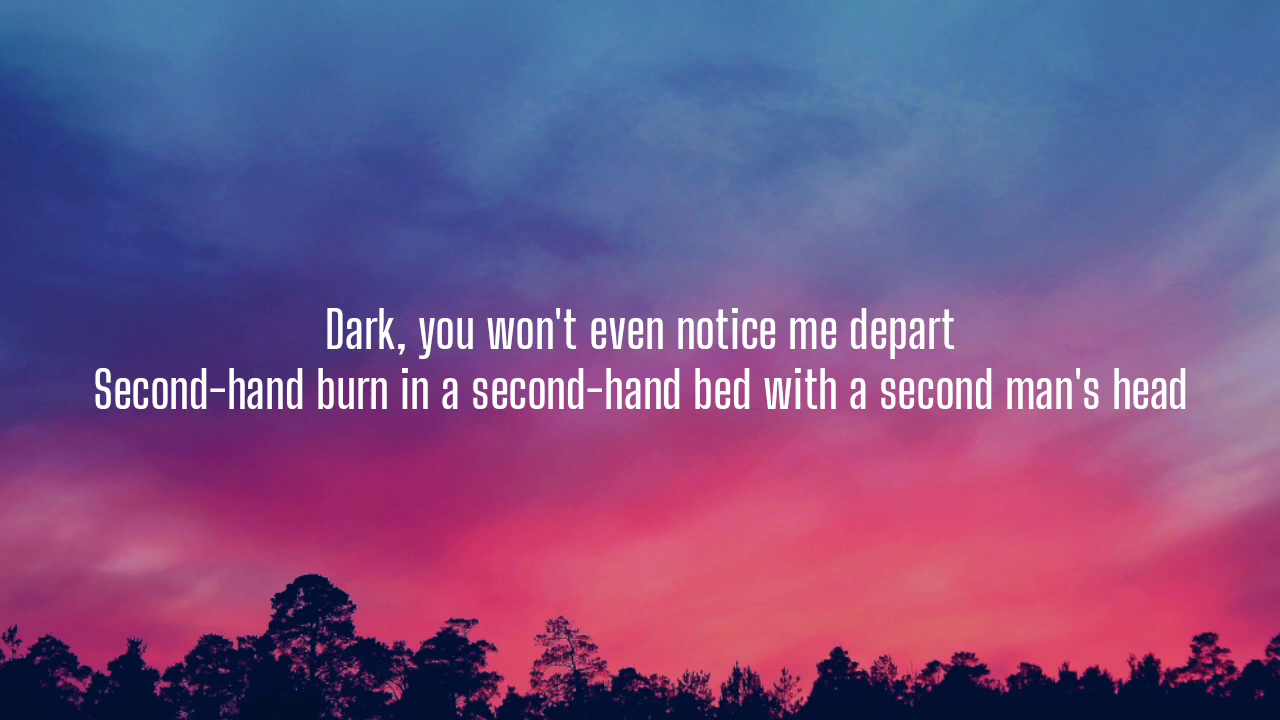 Dark, you won't even notice me depart
Second-hand burn in a second-hand bed with a second man's head